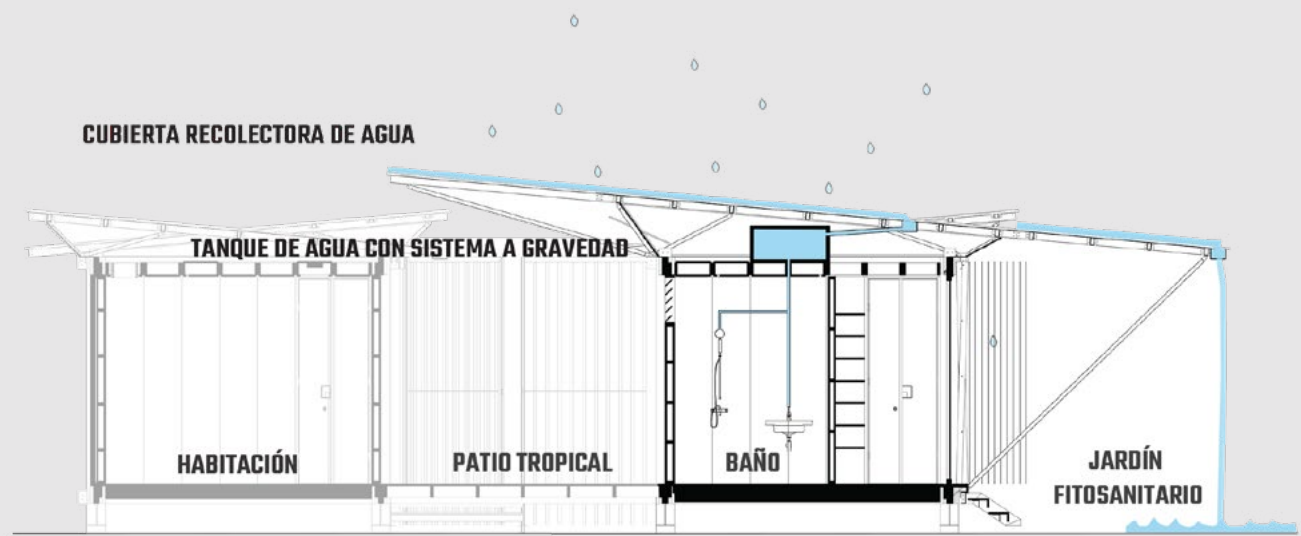 CUBIERTA RECOLECTORA DE AGUA
TANQUE DE AGUA CON SISTEMA A GRAVEDAD
HABITACIÓN
PATIO TROPICAL
BAÑO
JARDÍN
FITOSANITARIO